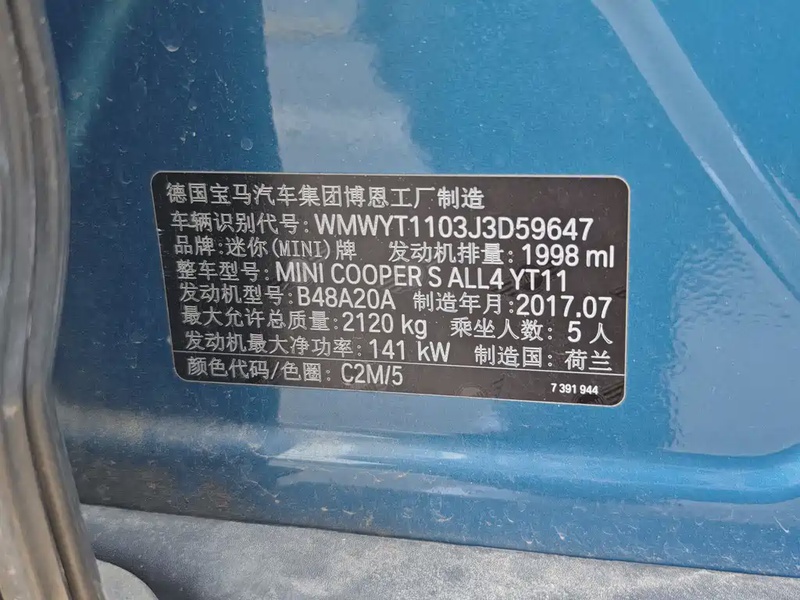 德国宝马汽车集团博恩工厂制造
车辆识别代号: WMWYT1103J3D59647
品牌: 迷你(MINI)牌 发动机排量: 1998 ml
整车型号: MINI COOPER S ALL4 YT11
发动机型号: B48A20A 制造年月: 2017.07
最大允许总质量: 2120 kg 乘坐人数: 5 人
发动机最大净功率: 141 kW 制造国: 荷兰
颜色代码/色圈: C2M/5 7 391 944